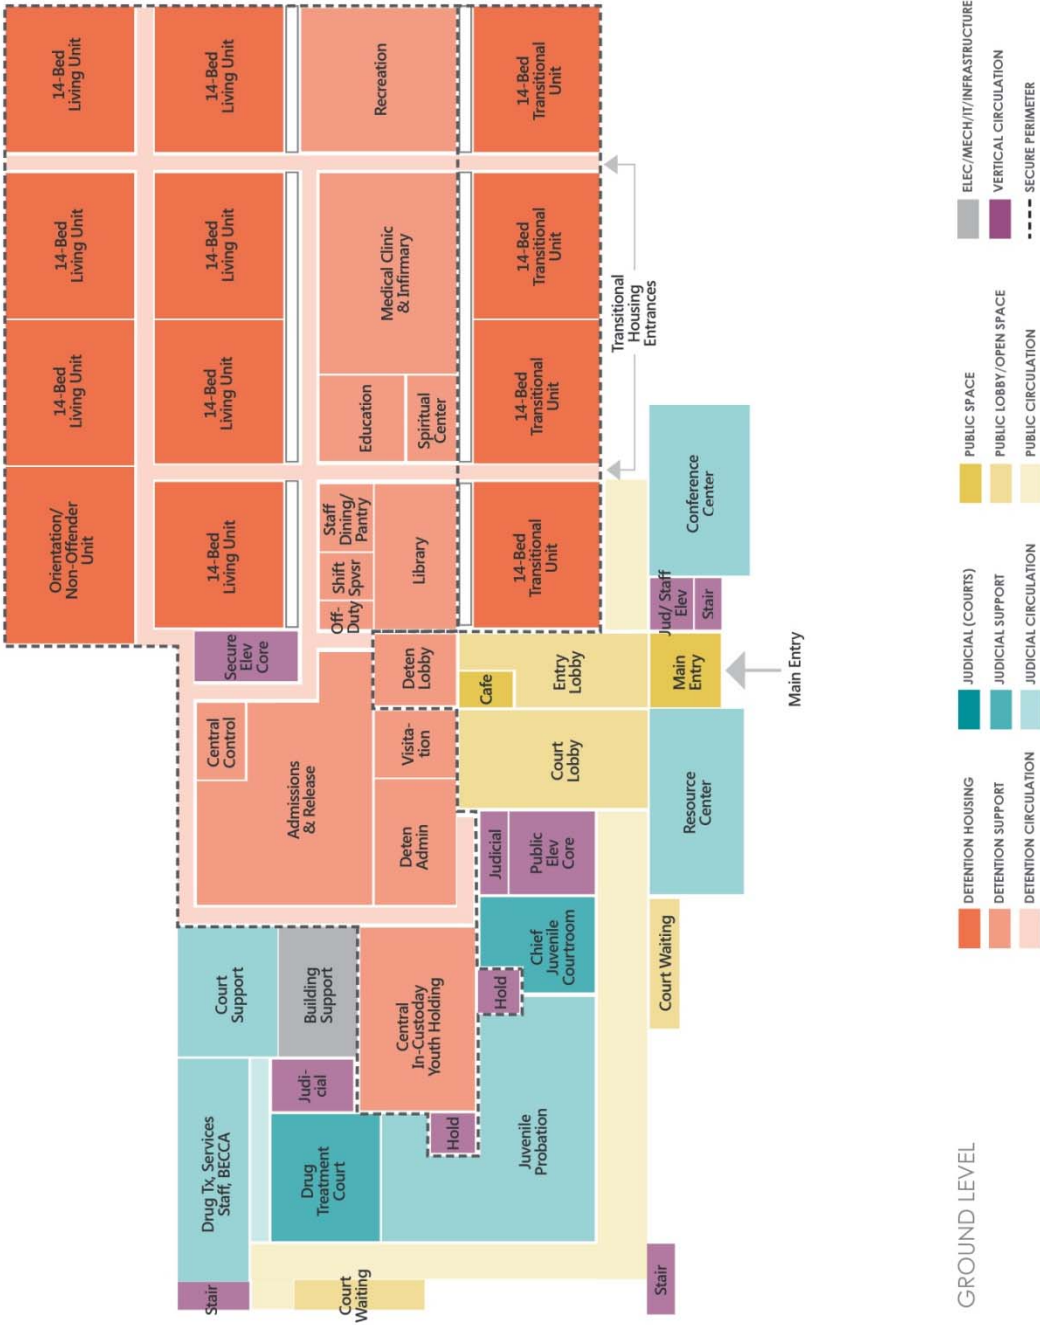 Orientation/
Non-Offender
Unit
14-Bed
Living Unit
14-Bed
Living Unit
14-Bed
Living Unit
Stair
Drug Tx, Services
Staff, BECCA
Court
Support
Secure
Elev
Core
14-Bed
Living Unit
14-Bed
Living Unit
14-Bed
Living Unit
14-Bed
Living Unit
Central
Control
Admissions
& Release
Judi-
cial
Building
Support
Drug
Treatment
Court
Court
Waiting
Off-
Duty
Shift
Spvsr
Staff
Dining/
Pantry
Education
Medical Clinic
& Infirmary
Recreation
Central
In-Custoday
Youth Holding
Deten
Admin
Visita-
tion
Deten
Lobby
Library
Spiritual
Center
Hold
Hold
Juvenile
Probation
Chief
Juvenile
Courtroom
Judicial
Public
Elev
Core
Court
Lobby
Cafe
Entry
Lobby
14-Bed
Transitional
Unit
14-Bed
Transitional
Unit
14-Bed
Transitional
Unit
14-Bed
Transitional
Unit
Transitional
Housing
Entrances
Stair
Court Waiting
Resource
Center
Main
Entry
Jud/ Staff
Elev
Stair
Conference
Center
Main Entry
GROUND LEVEL
DETENTION HOUSING
DETENTION SUPPORT
DETENTION CIRCULATION
JUDICIAL (COURTS)
JUDICIAL SUPPORT
JUDICIAL CIRCULATION
PUBLIC SPACE
PUBLIC LOBBY/OPEN SPACE
PUBLIC CIRCULATION
ELEC/MECH/IT/INFRASTRUCTURE
VERTICAL CIRCULATION
SECURE PERIMETER